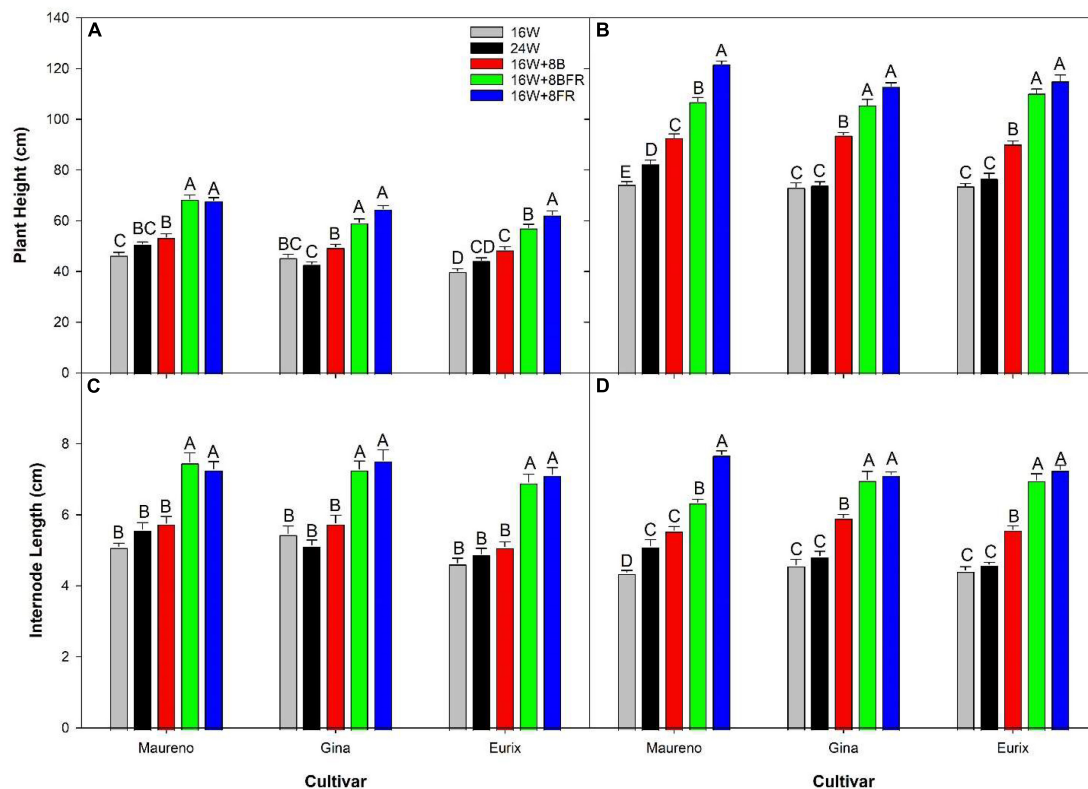 A
B
16W
24W
16W+8B
16W+8BFR
16W+8FR
Plant Height (cm)
140
120
100
80
60
40
20
0
C BC B A A
BC C B A A
D CD C B A
E D C B A
C C B A A
C C B A A
C
D
Internode Length (cm)
8
6
4
2
0
B B B A A
B B B A A
B B B A A
D C C B A
C C B A A
C C B A A
Maureno Gina Eurix Maureno Gina Eurix
Cultivar Cultivar